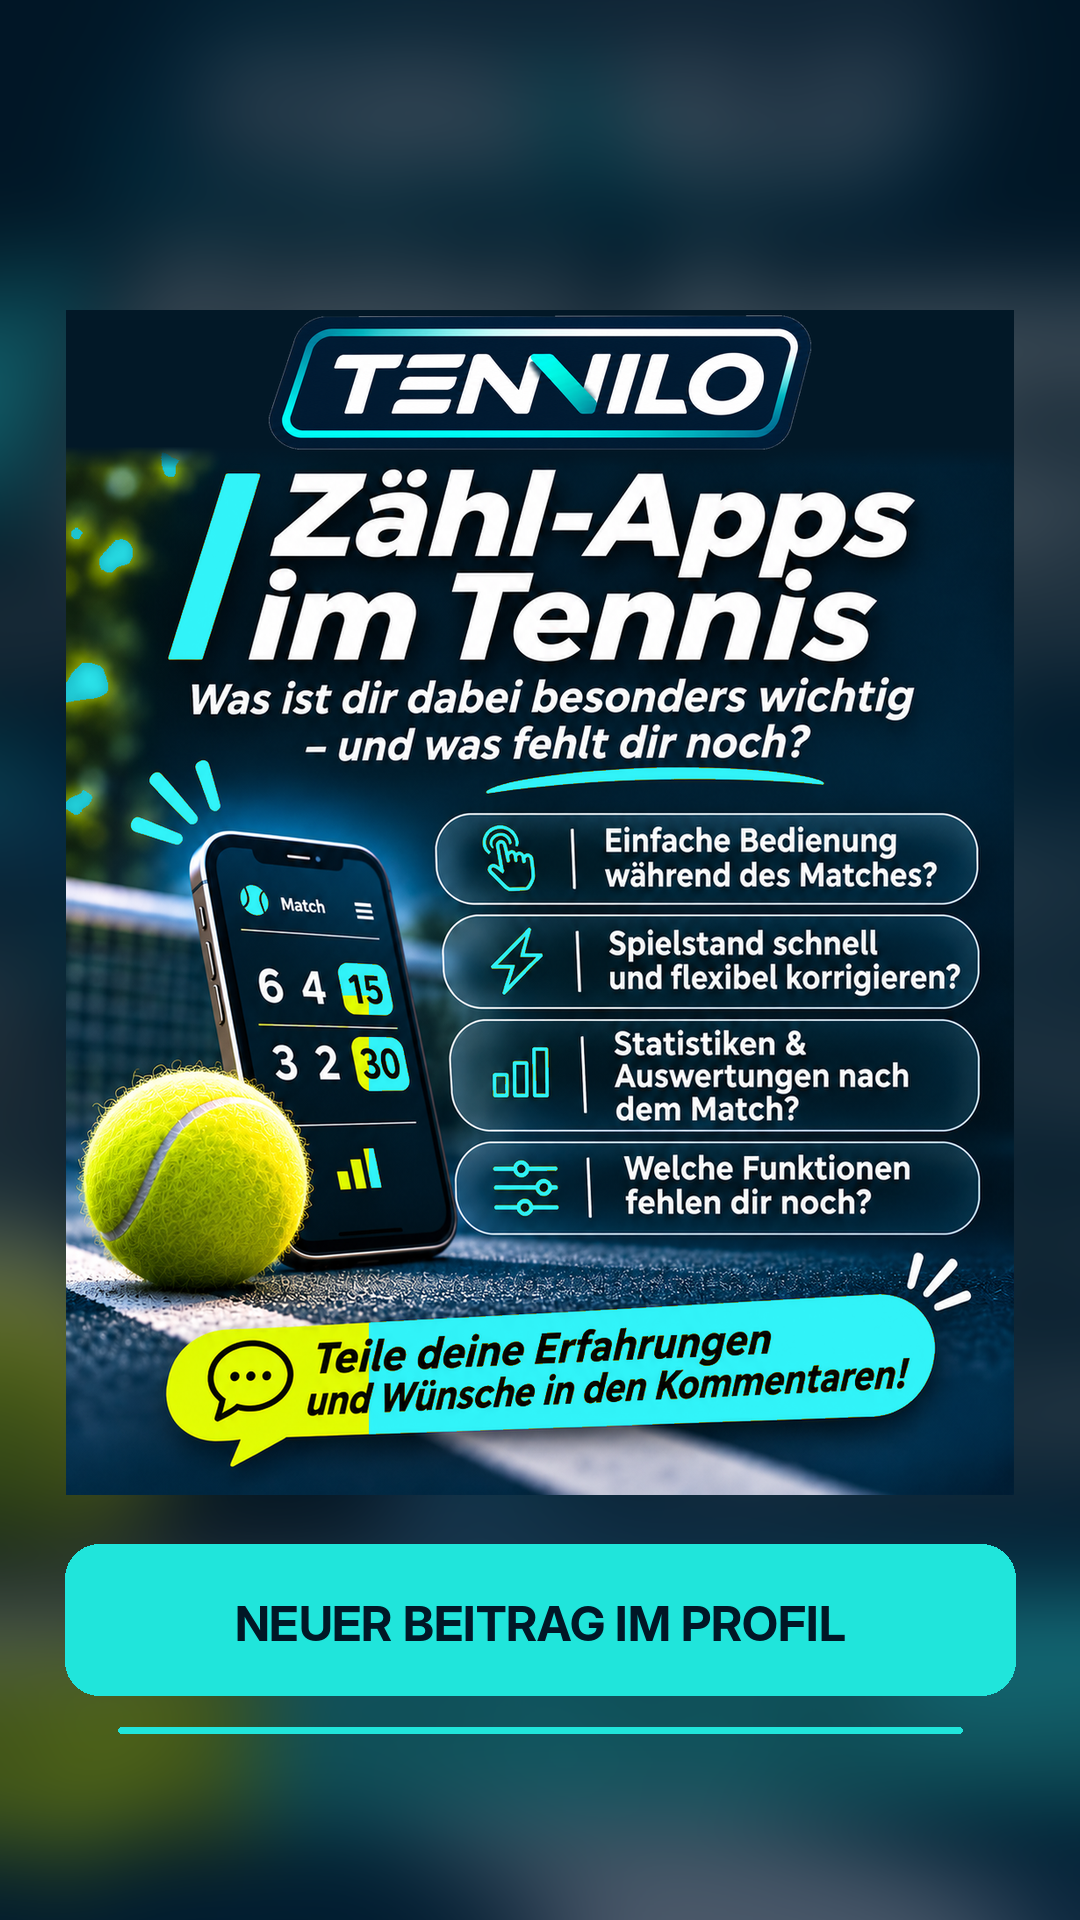 TENNILO
Zähl-Apps
im Tennis
Was ist dir dabei besonders wichtig
– und was fehlt dir noch?
Match
6 4 15
3 2 30
Einfache Bedienung
während des Matches?
Spielstand schnell
und flexibel korrigieren?
Statistiken &
Auswertungen nach
dem Match?
Welche Funktionen
fehlen dir noch?
Teile deine Erfahrungen
und Wünsche in den Kommentaren!
NEUER BEITRAG IM PROFIL